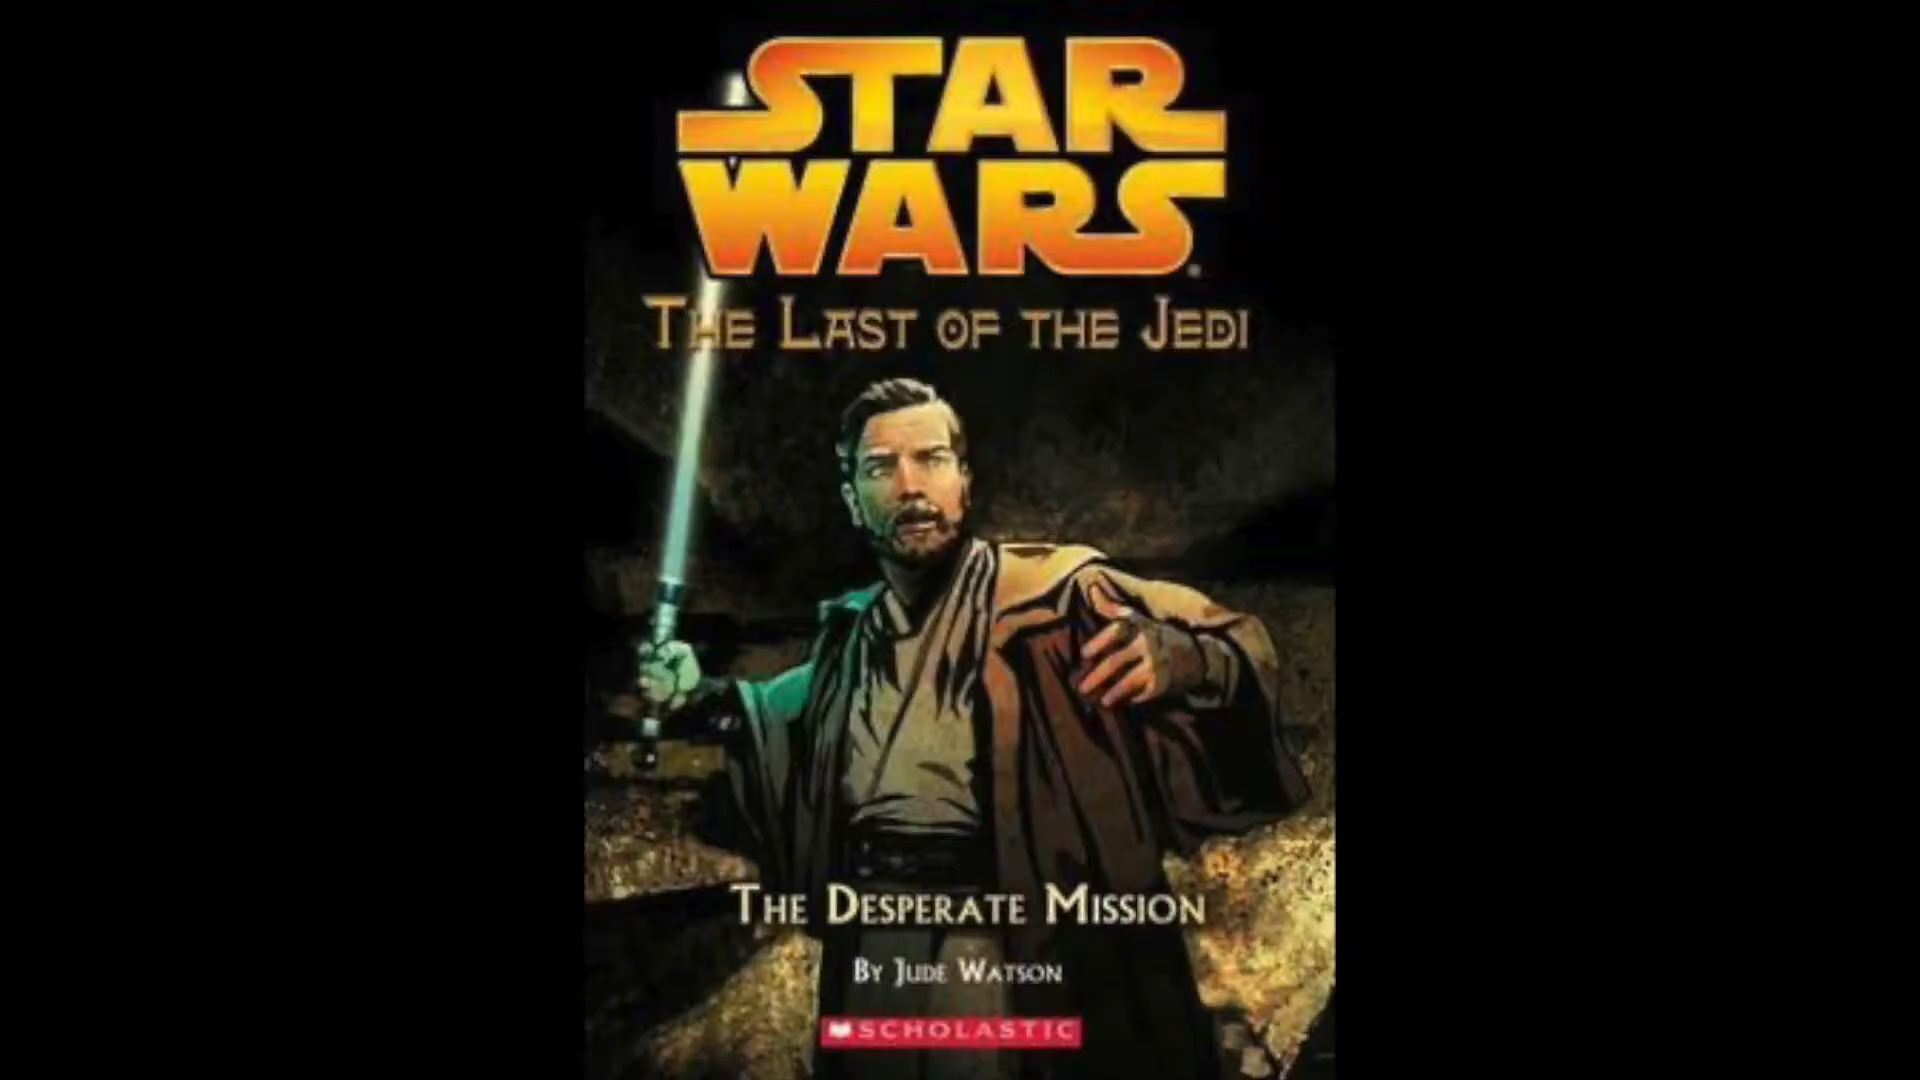 STAR
WARS
THE LAST OF THE JEDI
THE DESPERATE MISSION
BY JUDE WATSON
SCHOLASTIC